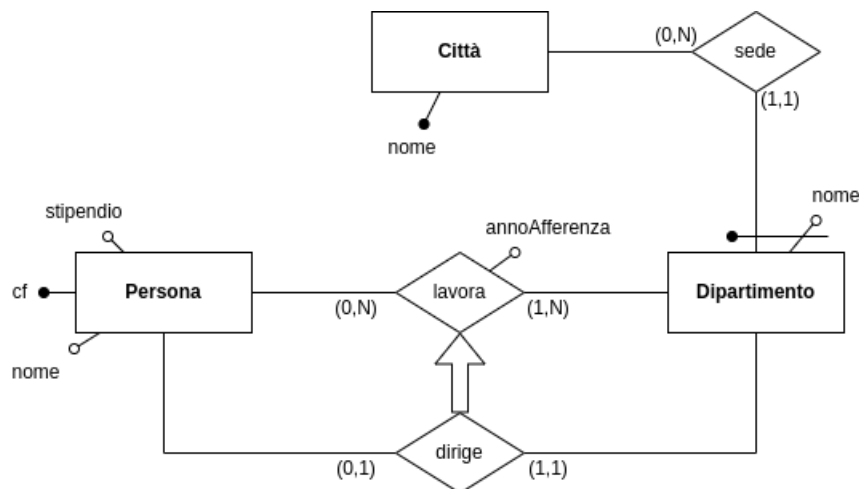 Città
(0,N)
sede
(1,1)
nome
nome
stipendio
annoAfferenza
cf
Persona
(0,N)
lavora
(1,N)
Dipartimento
nome
(0,1)
dirige
(1,1)